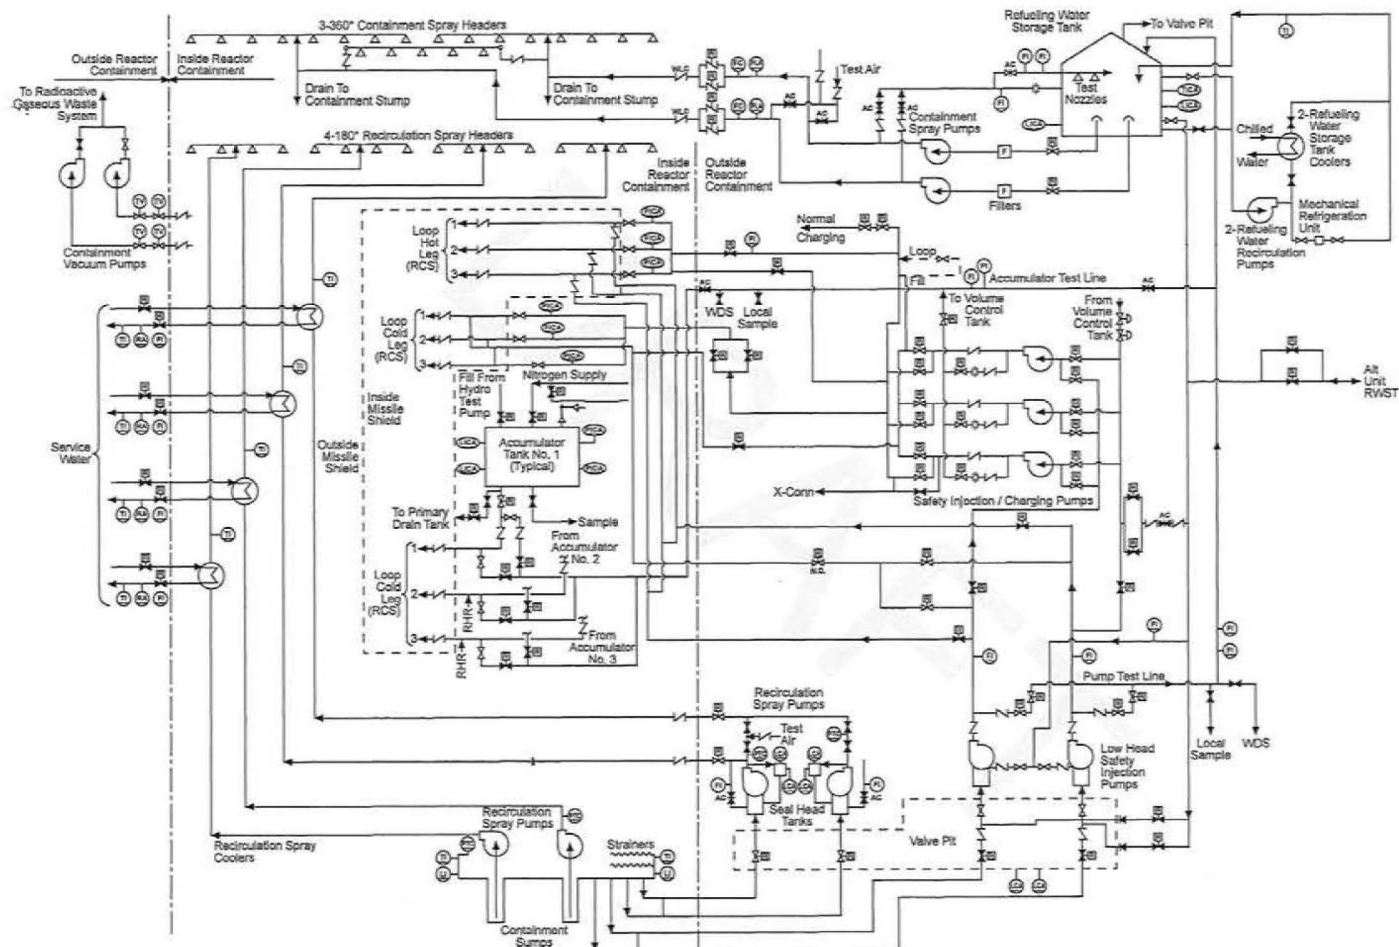 3-360° Containment Spray Headers
Refueling Water
Storage Tank
To Valve Pit
Outside Reactor
Containment
Inside Reactor
Containment
To Radioactive
Gaseous Waste
System
Drain To
Containment Stump
Drain To
Containment Stump
Test Air
Test
Nozzles
Containment
Spray Pumps
Filters
Chilled
Water
2-Refueling
Water
Storage
Tank
Coolers
Mechanical
Refrigeration
Unit
2-Refueling
Water
Recirculation
Pumps
4-180° Recirculation Spray Headers
Inside
Reactor
Containment
Outside
Reactor
Containment
Containment
Vacuum Pumps
Loop
Hot
Leg
(RCS)
1
2
3
Normal
Charging
Loop
Fill
Accumulator Test Line
WDS
Local
Sample
To Volume
Control
Tank
From
Volume
Control
Tank
Loop
Cold
Leg
(RCS)
1
2
3
Nitrogen Supply
Fill From
Hydro
Test
Pump
Inside
Missile
Shield
Outside
Missile
Shield
Accumulator
Tank No. 1
(Typical)
Service
Water
Alt
Unit
RWST
X-Conn
Safety Injection / Charging Pumps
To Primary
Drain Tank
Sample
From
Accumulator
No. 2
Loop
Cold
Leg
(RCS)
1
2
3
RHR
RHR
From
Accumulator
No. 3
N.O.
Pump Test Line
Local
Sample
WDS
Recirculation
Spray Pumps
Test
Air
Seal Head
Tanks
Low Head
Safety
Injection
Pumps
Valve Pit
Recirculation Spray
Coolers
Recirculation
Spray Pumps
Strainers
Containment
Sumps